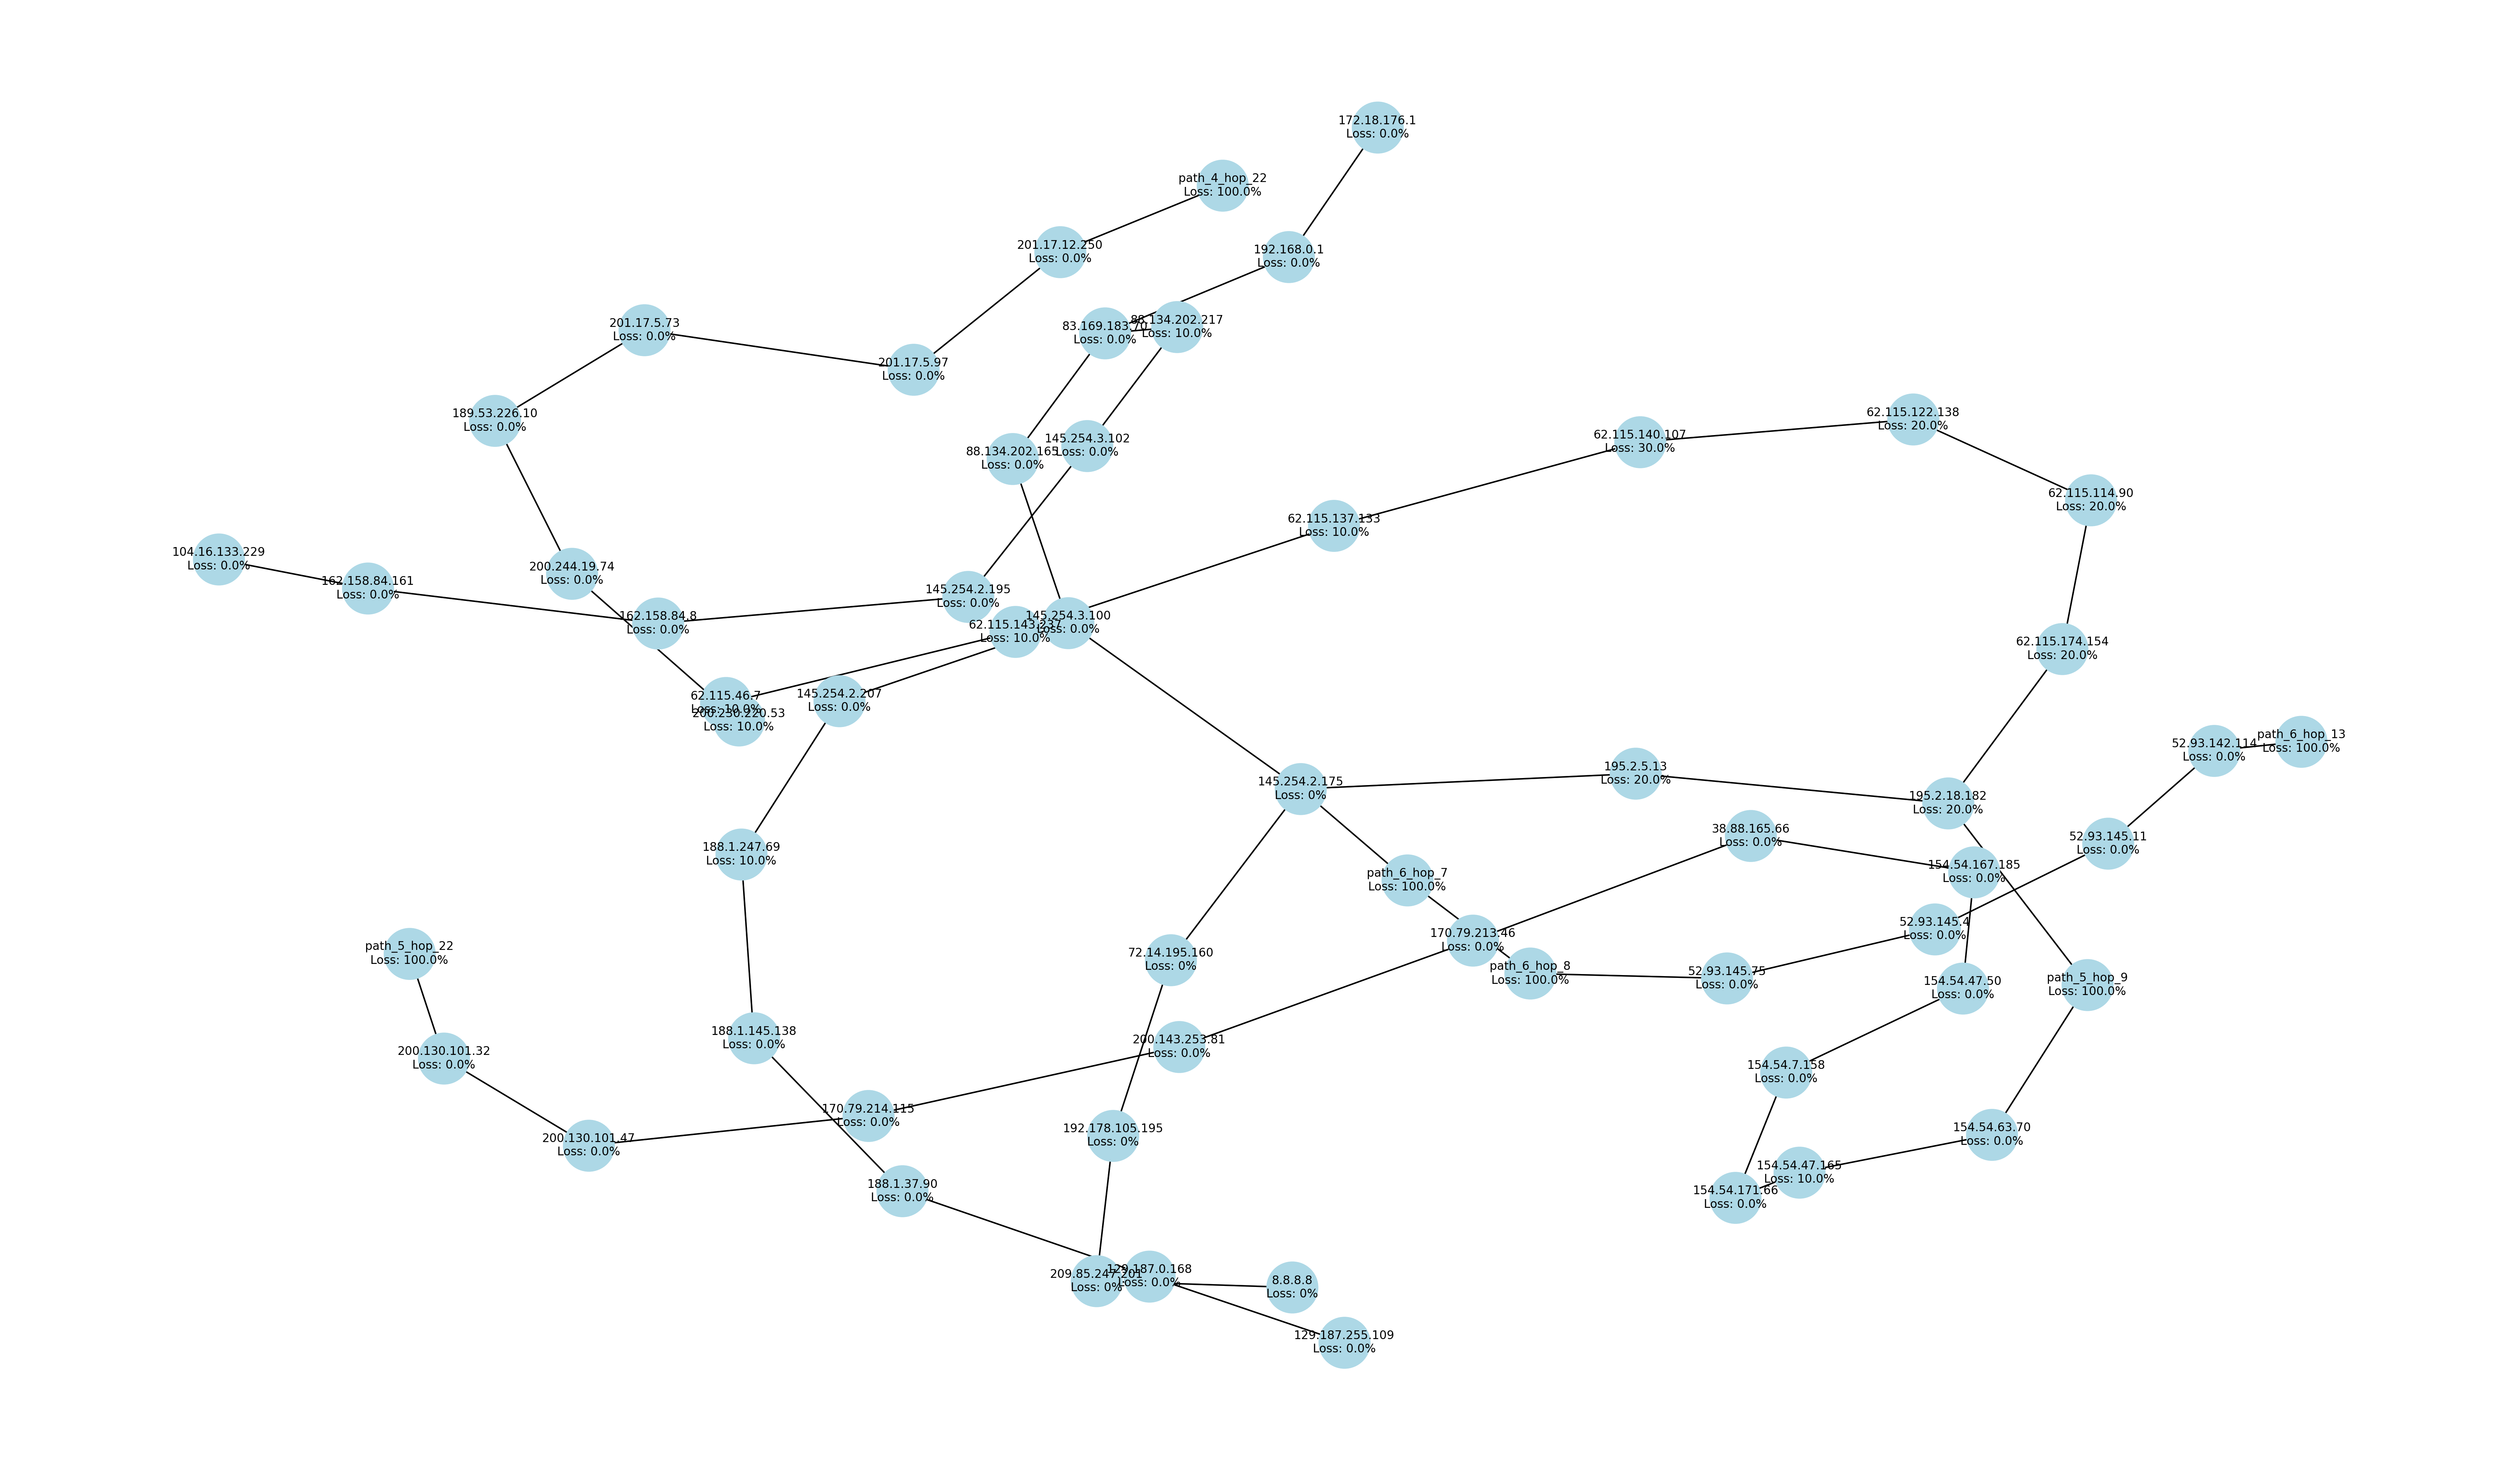 172.18.176.1
Loss: 0.0%
path_4_hop_22
Loss: 100.0%
201.17.12.250
Loss: 0.0%
192.168.0.1
Loss: 0.0%
201.17.5.73
Loss: 0.0%
83.169.183.70
Loss: 0.0%
88.134.202.217
Loss: 10.0%
201.17.5.97
Loss: 0.0%
189.53.226.10
Loss: 0.0%
62.115.122.138
Loss: 20.0%
88.134.202.165
Loss: 0.0%
145.254.3.102
Loss: 0.0%
62.115.140.107
Loss: 30.0%
62.115.114.90
Loss: 20.0%
62.115.137.133
Loss: 10.0%
104.16.133.229
Loss: 0.0%
162.158.84.161
Loss: 0.0%
200.244.19.74
Loss: 0.0%
145.254.2.195
Loss: 0.0%
162.158.84.8
Loss: 0.0%
62.115.143.237
Loss: 10.0%
145.254.3.100
Loss: 0.0%
62.115.174.154
Loss: 20.0%
62.115.46.7
Loss: 10.0%
200.230.220.53
Loss: 10.0%
145.254.2.207
Loss: 0.0%
52.93.142.114
Loss: 0.0%
path_6_hop_13
Loss: 100.0%
145.254.2.175
Loss: 0%
195.2.5.13
Loss: 20.0%
195.2.18.182
Loss: 20.0%
38.88.165.66
Loss: 0.0%
52.93.145.11
Loss: 0.0%
188.1.247.69
Loss: 10.0%
path_6_hop_7
Loss: 100.0%
154.54.167.185
Loss: 0.0%
path_5_hop_22
Loss: 100.0%
72.14.195.160
Loss: 0%
170.79.213.46
Loss: 0.0%
52.93.145.4
Loss: 0.0%
path_6_hop_8
Loss: 100.0%
52.93.145.75
Loss: 0.0%
154.54.47.50
Loss: 0.0%
path_5_hop_9
Loss: 100.0%
200.130.101.32
Loss: 0.0%
188.1.145.138
Loss: 0.0%
200.143.253.81
Loss: 0.0%
154.54.7.158
Loss: 0.0%
200.130.101.47
Loss: 0.0%
170.79.214.115
Loss: 0.0%
192.178.105.195
Loss: 0%
154.54.63.70
Loss: 0.0%
188.1.37.90
Loss: 0.0%
154.54.47.165
Loss: 10.0%
154.54.171.66
Loss: 0.0%
209.85.247.201
Loss: 0%
129.187.0.168
Loss: 0.0%
8.8.8.8
Loss: 0%
129.187.255.109
Loss: 0.0%